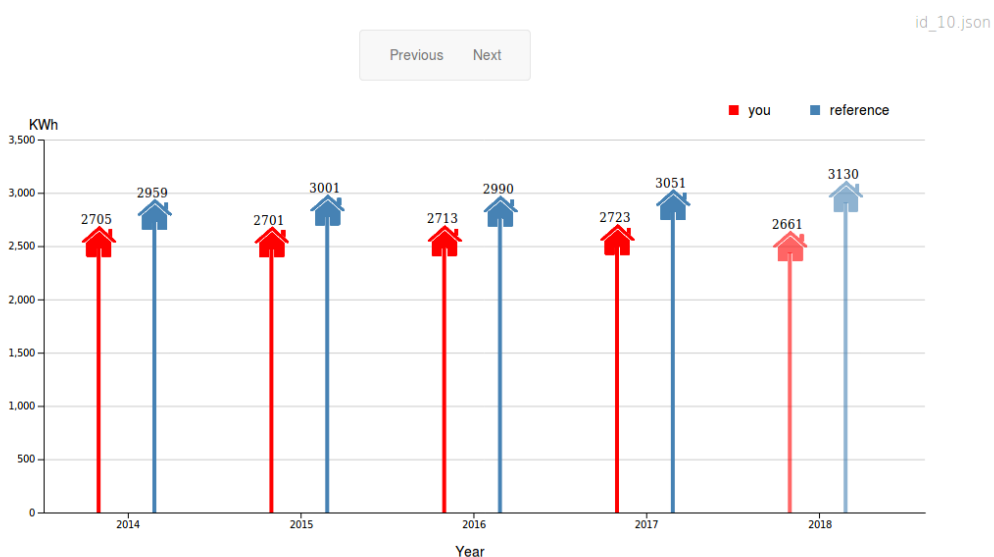 id_10.json
Previous Next
you reference
KWh
3,500
3,000
2,500
2,000
1,500
1,000
500
0
2705 2959 2701 3001 2713 2990 2723 3051 2661 3130
2014 2015 2016 2017 2018
Year